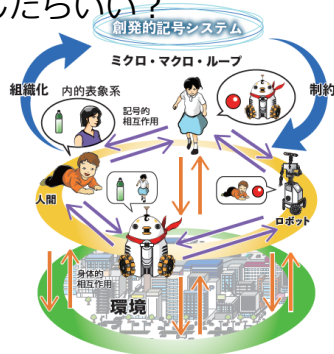 したらいい？
創発的記号システム
ミクロ・マクロ・ループ
組織化
内的表象系
制約
記号的
相互作用
人間
ロボット
身体的
相互作用
環境